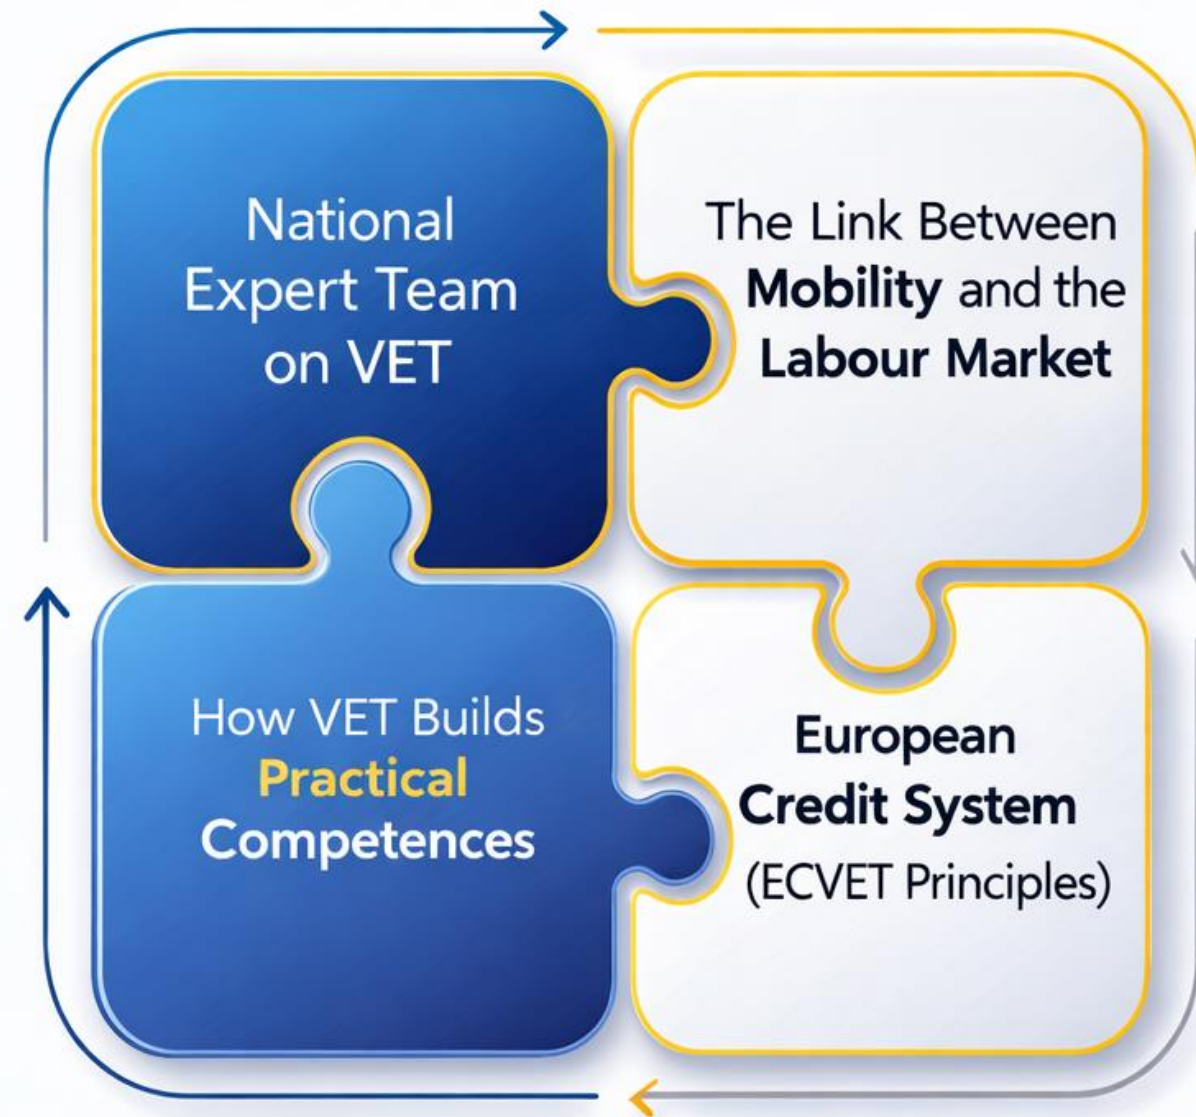 National
Expert Team
on VET
The Link Between
Mobility and the
Labour Market
How VET Builds
Practical
Competences
European
Credit System
(ECVET Principles)